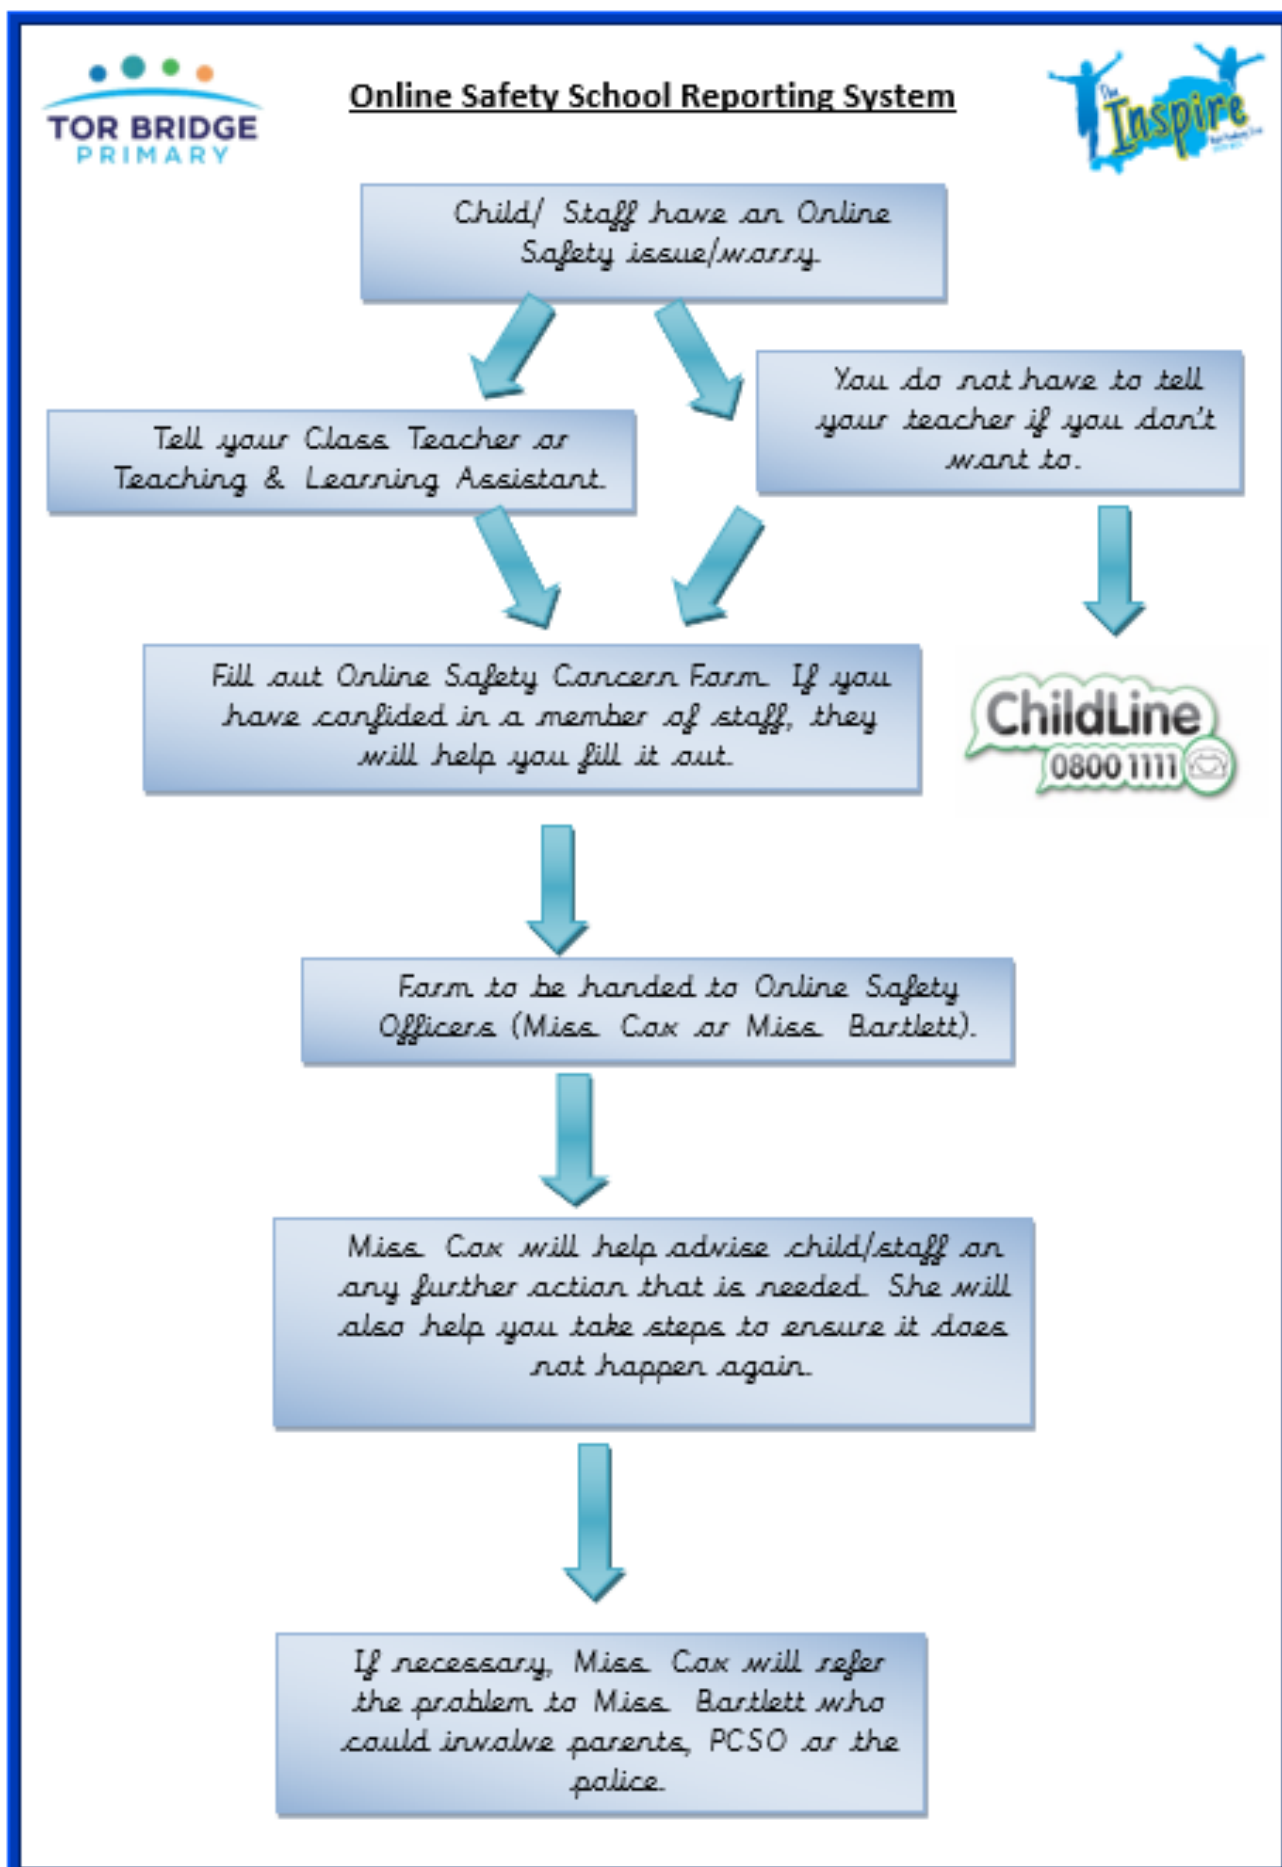 TOR BRIDGE
PRIMARY
Online Safety School Reporting System
The
Inspire
Child/ Staff have an Online
Safety issue/worry.
Tell your Class Teacher or
Teaching & Learning Assistant.
You do not have to tell
your teacher if you don't
want to.
Fill out Online Safety Concern Form. If you
have confided in a member of staff, they
will help you fill it out.
ChildLine
0800 1111
Form to be handed to Online Safety
Officers (Miss. Cox or Miss. Bartlett).
Miss. Cox will help advise child/staff on
any further action that is needed. She will
also help you take steps to ensure it does
not happen again.
If necessary, Miss. Cox will refer
the problem to Miss. Bartlett who
could involve parents, PCSO or the
police.